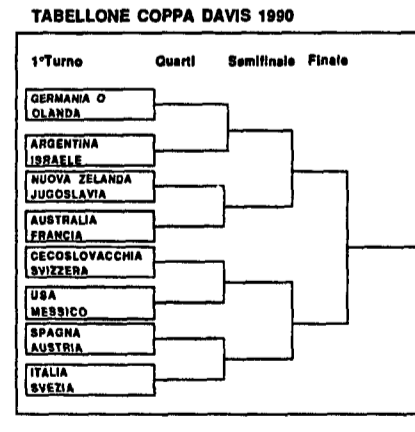 TABELLONE COPPA DAVIS 1990
1°Turno Quarti Semifinale Finale
GERMANIA O
OLANDA
ARGENTINA
ISRAELE
NUOVA ZELANDA
JUGOSLAVIA
AUSTRALIA
FRANCIA
CECOSLOVACCHIA
SVIZZERA
USA
MESSICO
SPAGNA
AUSTRIA
ITALIA
SVEZIA